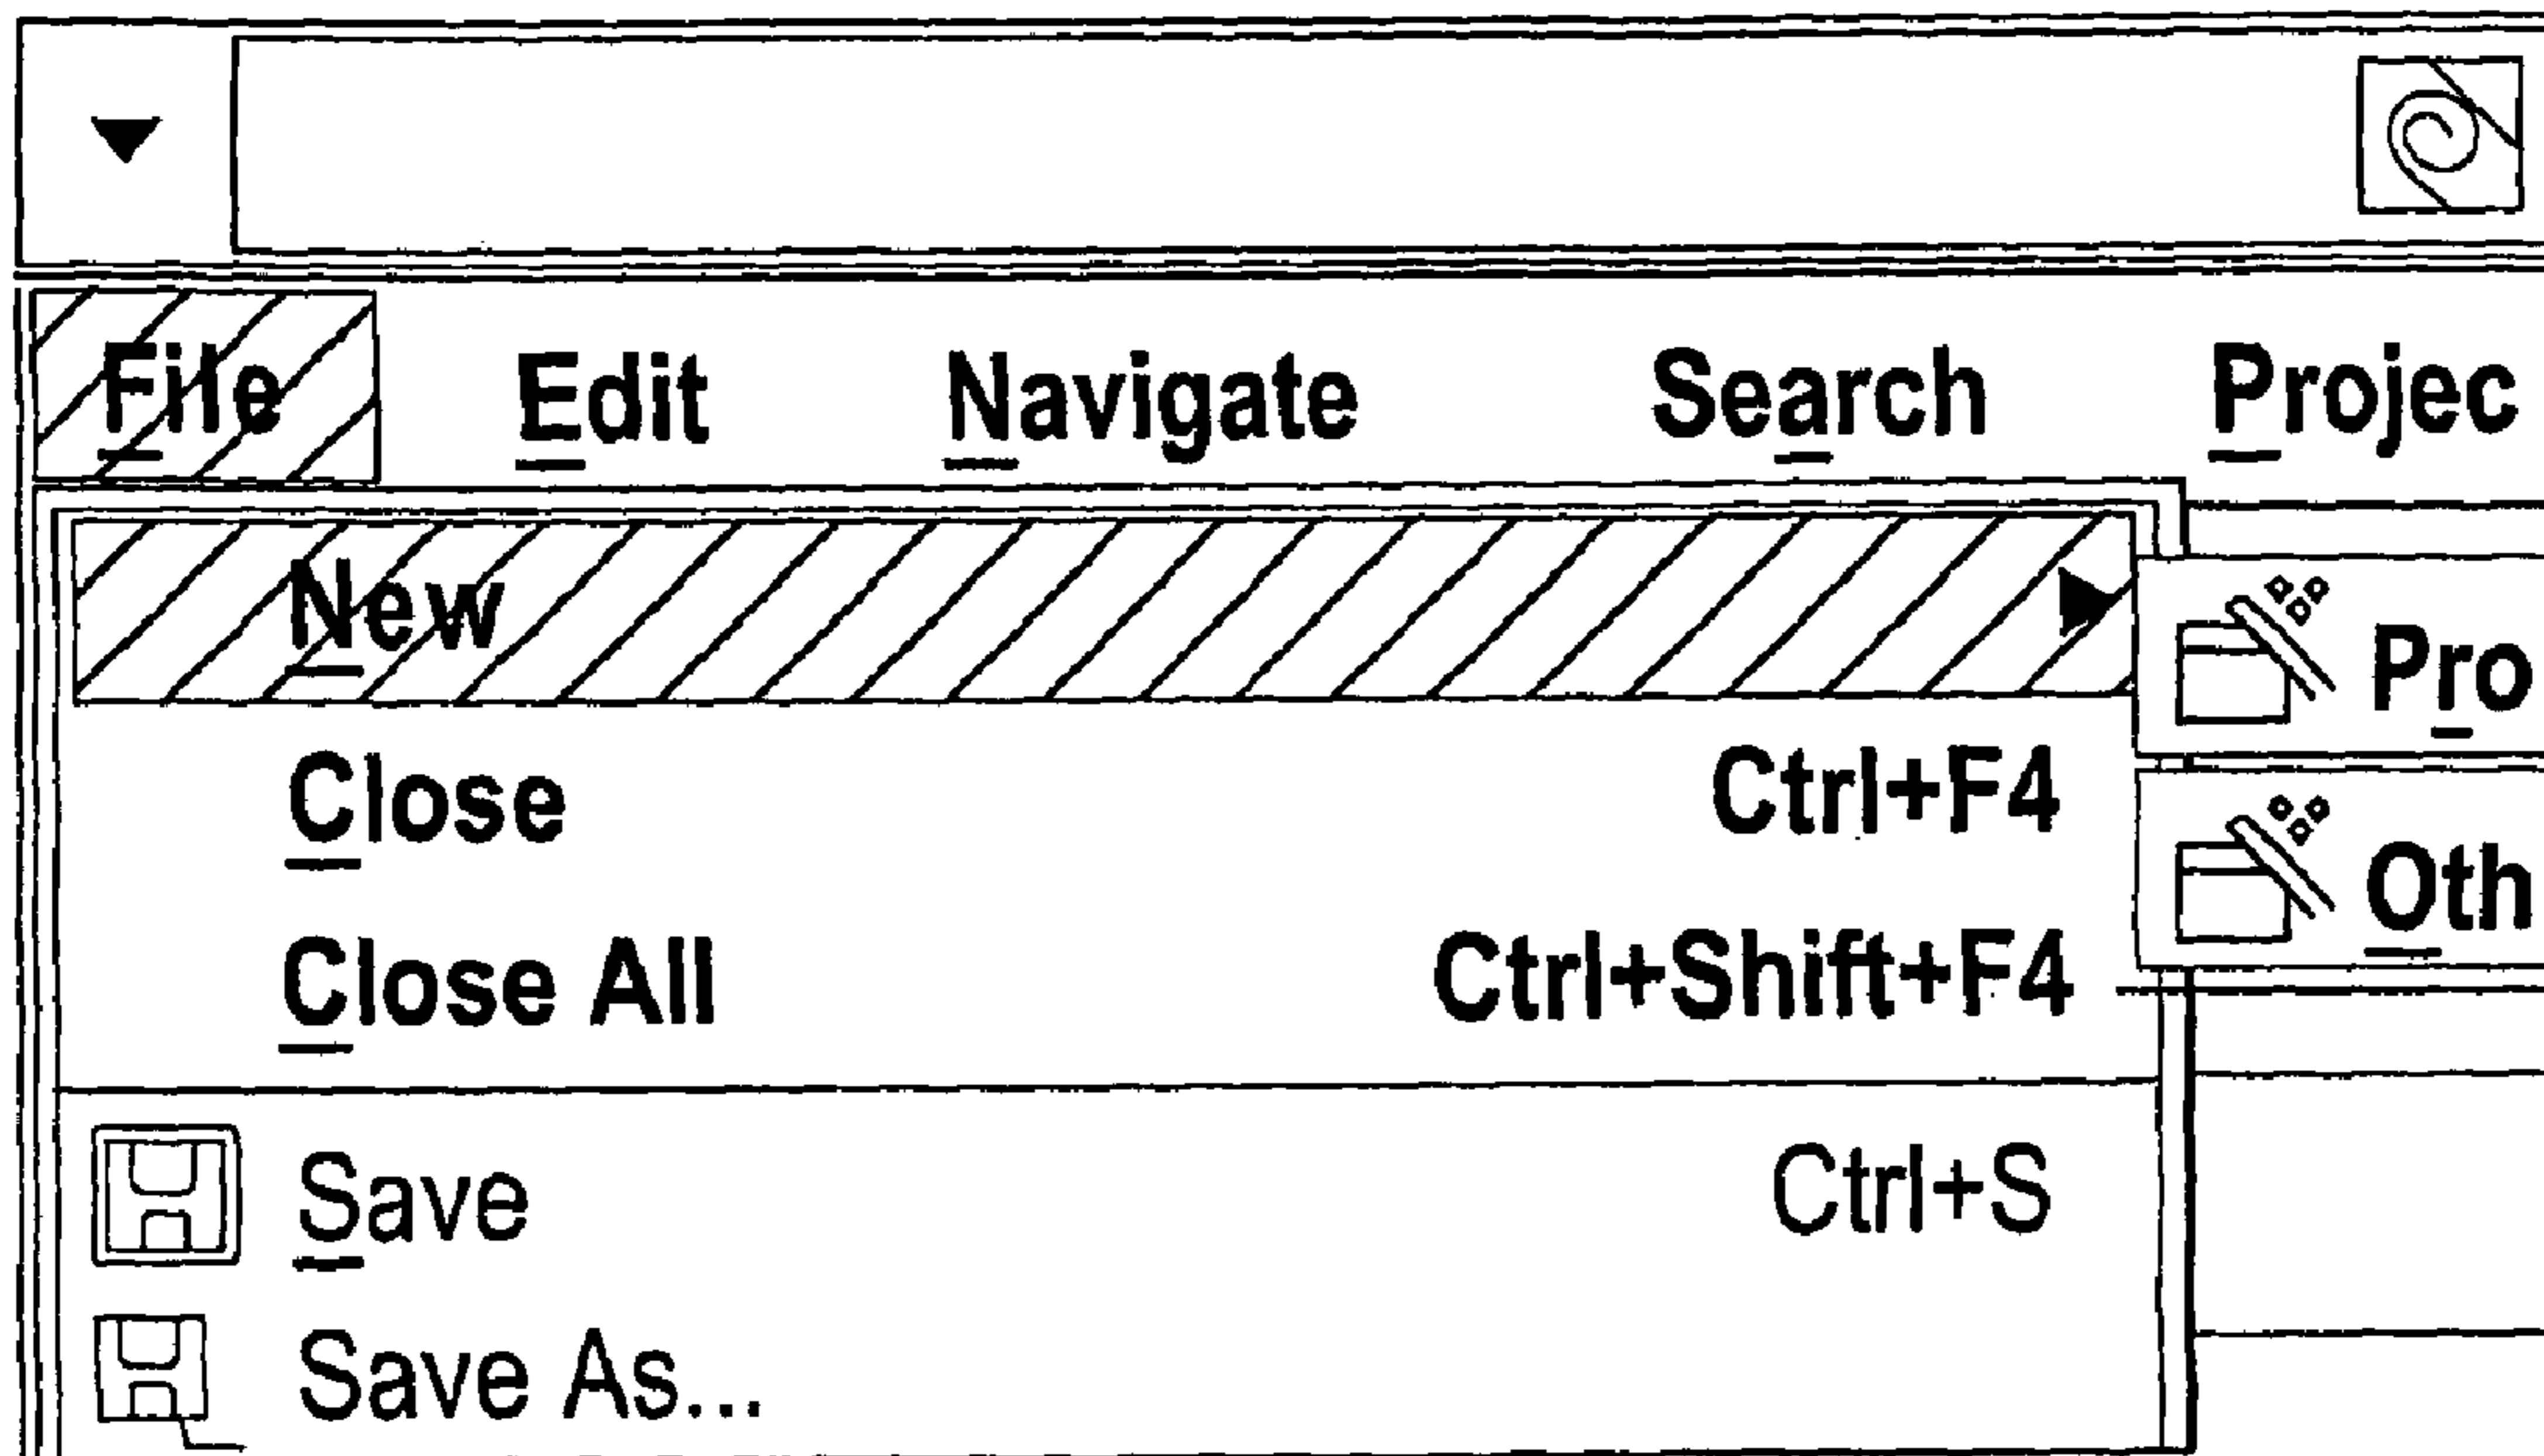 File Edit Navigate Search Projec
New Pro
Close Ctrl+F4
Oth
Close All Ctrl+Shift+F4
Save Ctrl+S
Save As...